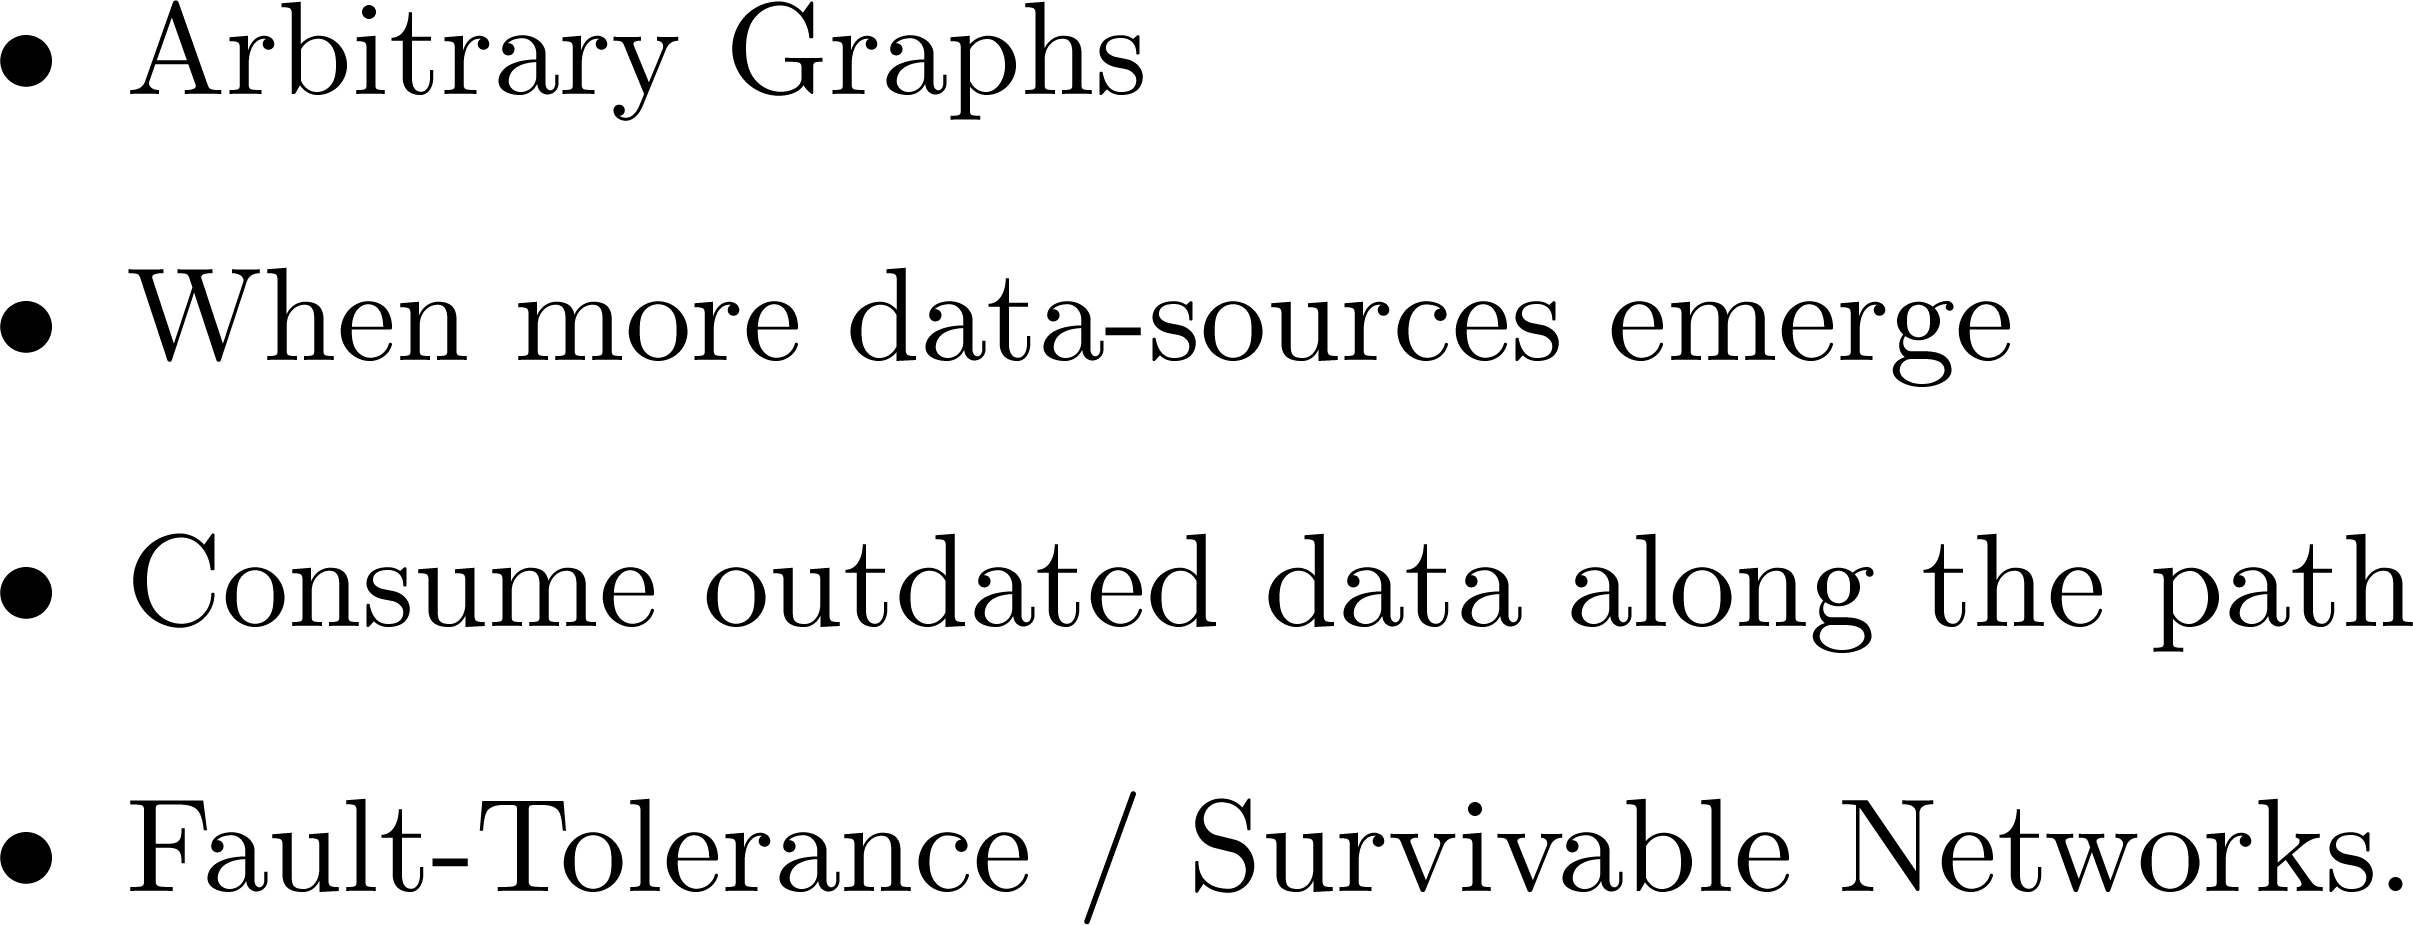 • Arbitrary Graphs
• When more data-sources emerge
• Consume outdated data along the path
• Fault-Tolerance / Survivable Networks.